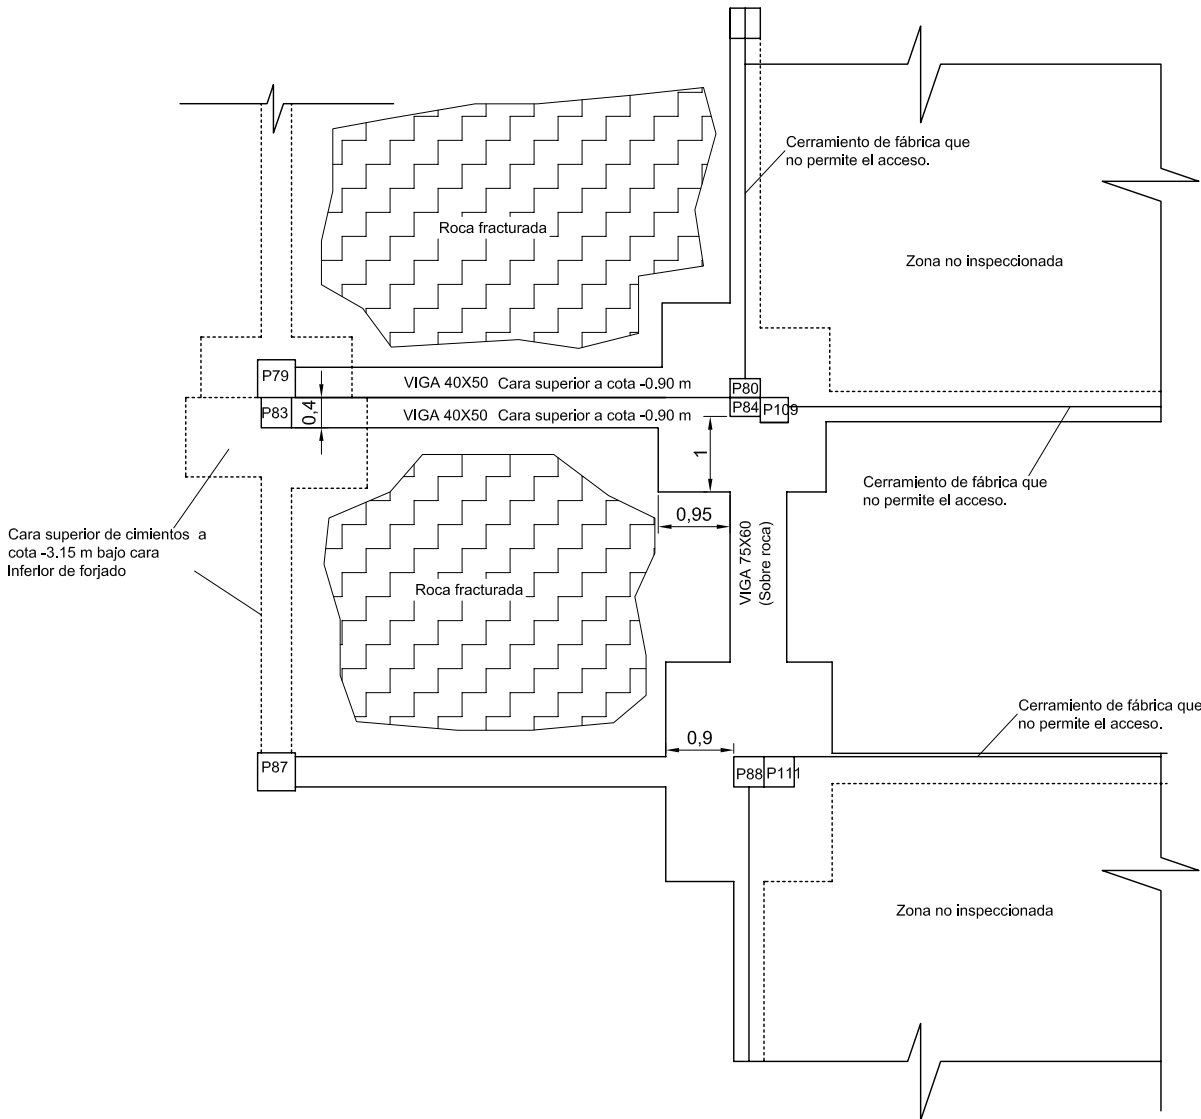 Cerramiento de fábrica que
no permite el acceso.
Roca fracturada
Zona no inspeccionada
P79
VIGA 40X50 Cara superior a cota -0.90 m
P80
P83
0,4
VIGA 40X50 Cara superior a cota -0.90 m
P84
P109
1
Cerramiento de fábrica que
no permite el acceso.
0,95
VIGA 75X60
(Sobre roca)
Cara superior de cimientos a
cota -3.15 m bajo cara
Inferior de forjado
Roca fracturada
Cerramiento de fábrica que
no permite el acceso.
0,9
P87
P88
P111
Zona no inspeccionada